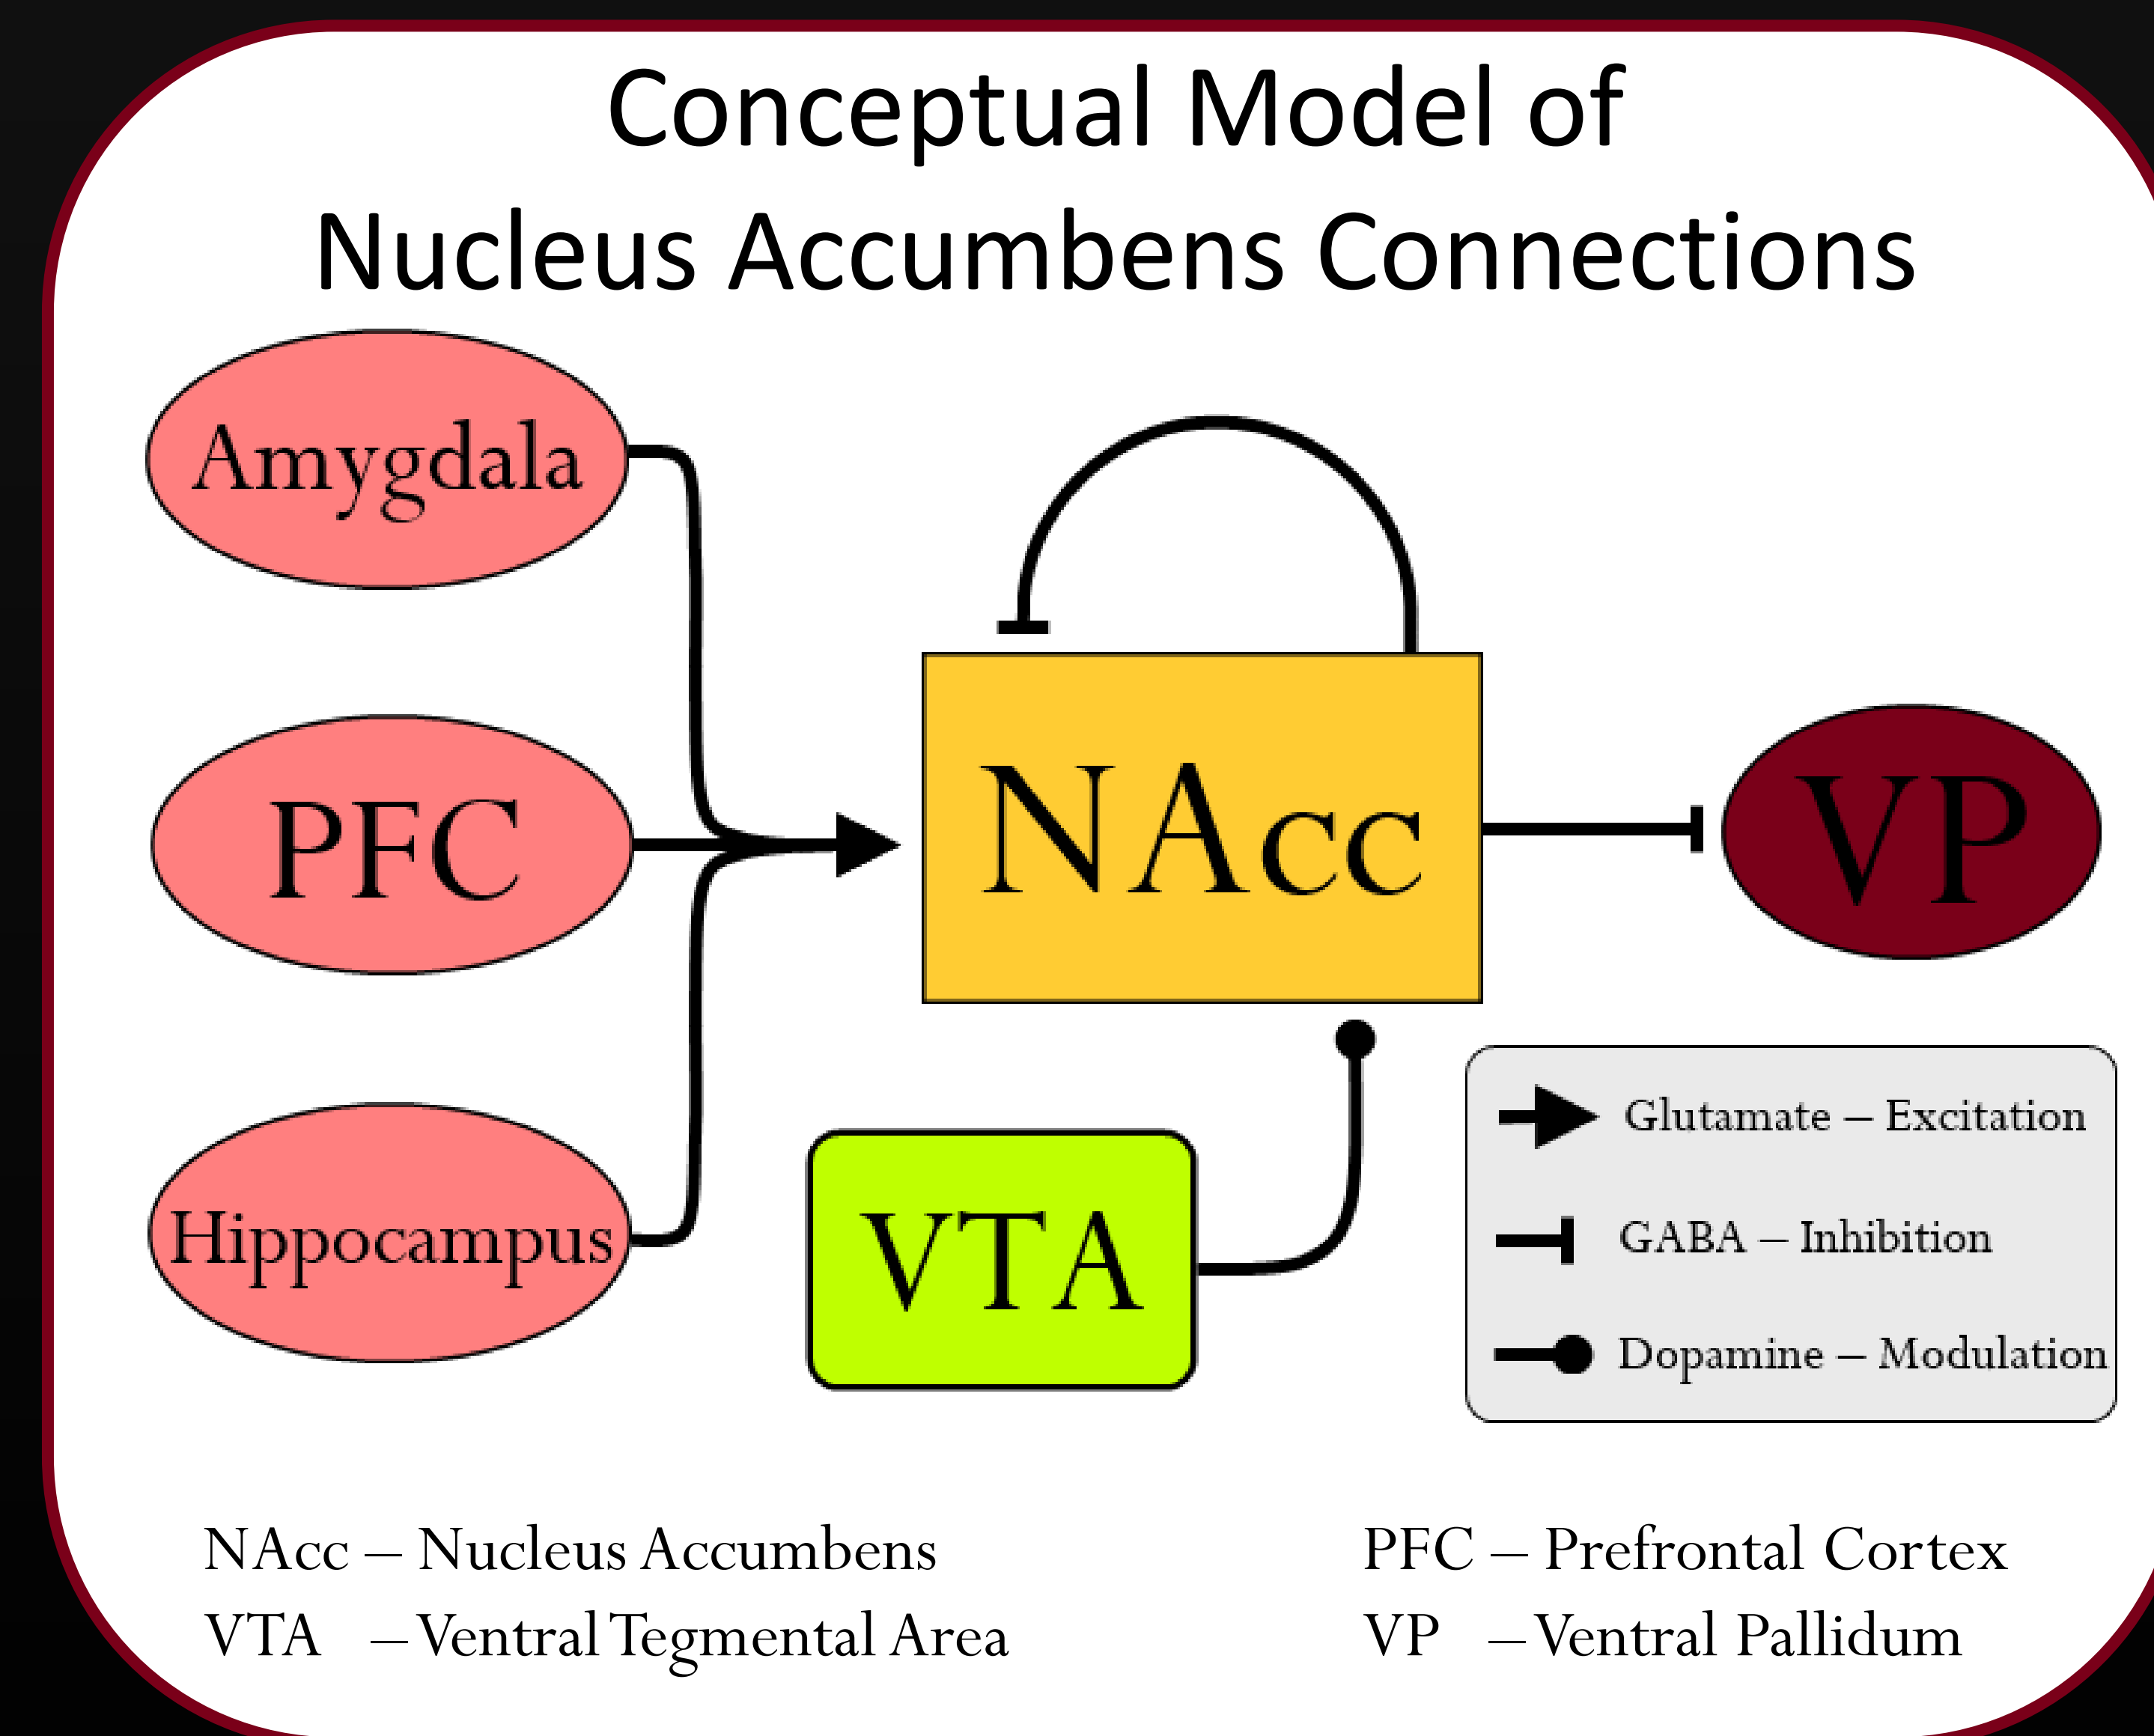 Conceptual Model of
Nucleus Accumbens Connections
Amygdala
PFC
Hippocampus
NAcc
VP
VTA
Glutamate – Excitation
GABA – Inhibition
Dopamine – Modulation
NAcc – Nucleus Accumbens
VTA – Ventral Tegmental Area
PFC – Prefrontal Cortex
VP – Ventral Pallidum